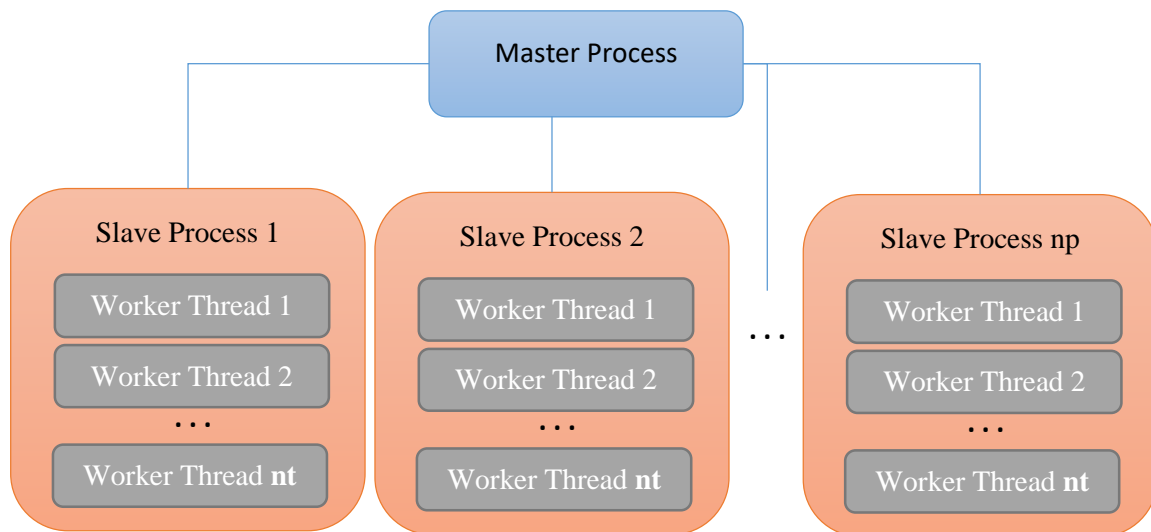 Master Process
Slave Process 1
Worker Thread 1
Worker Thread 2
...
Worker Thread nt
Slave Process 2
Worker Thread 1
Worker Thread 2
...
Worker Thread nt
...
Slave Process np
Worker Thread 1
Worker Thread 2
...
Worker Thread nt